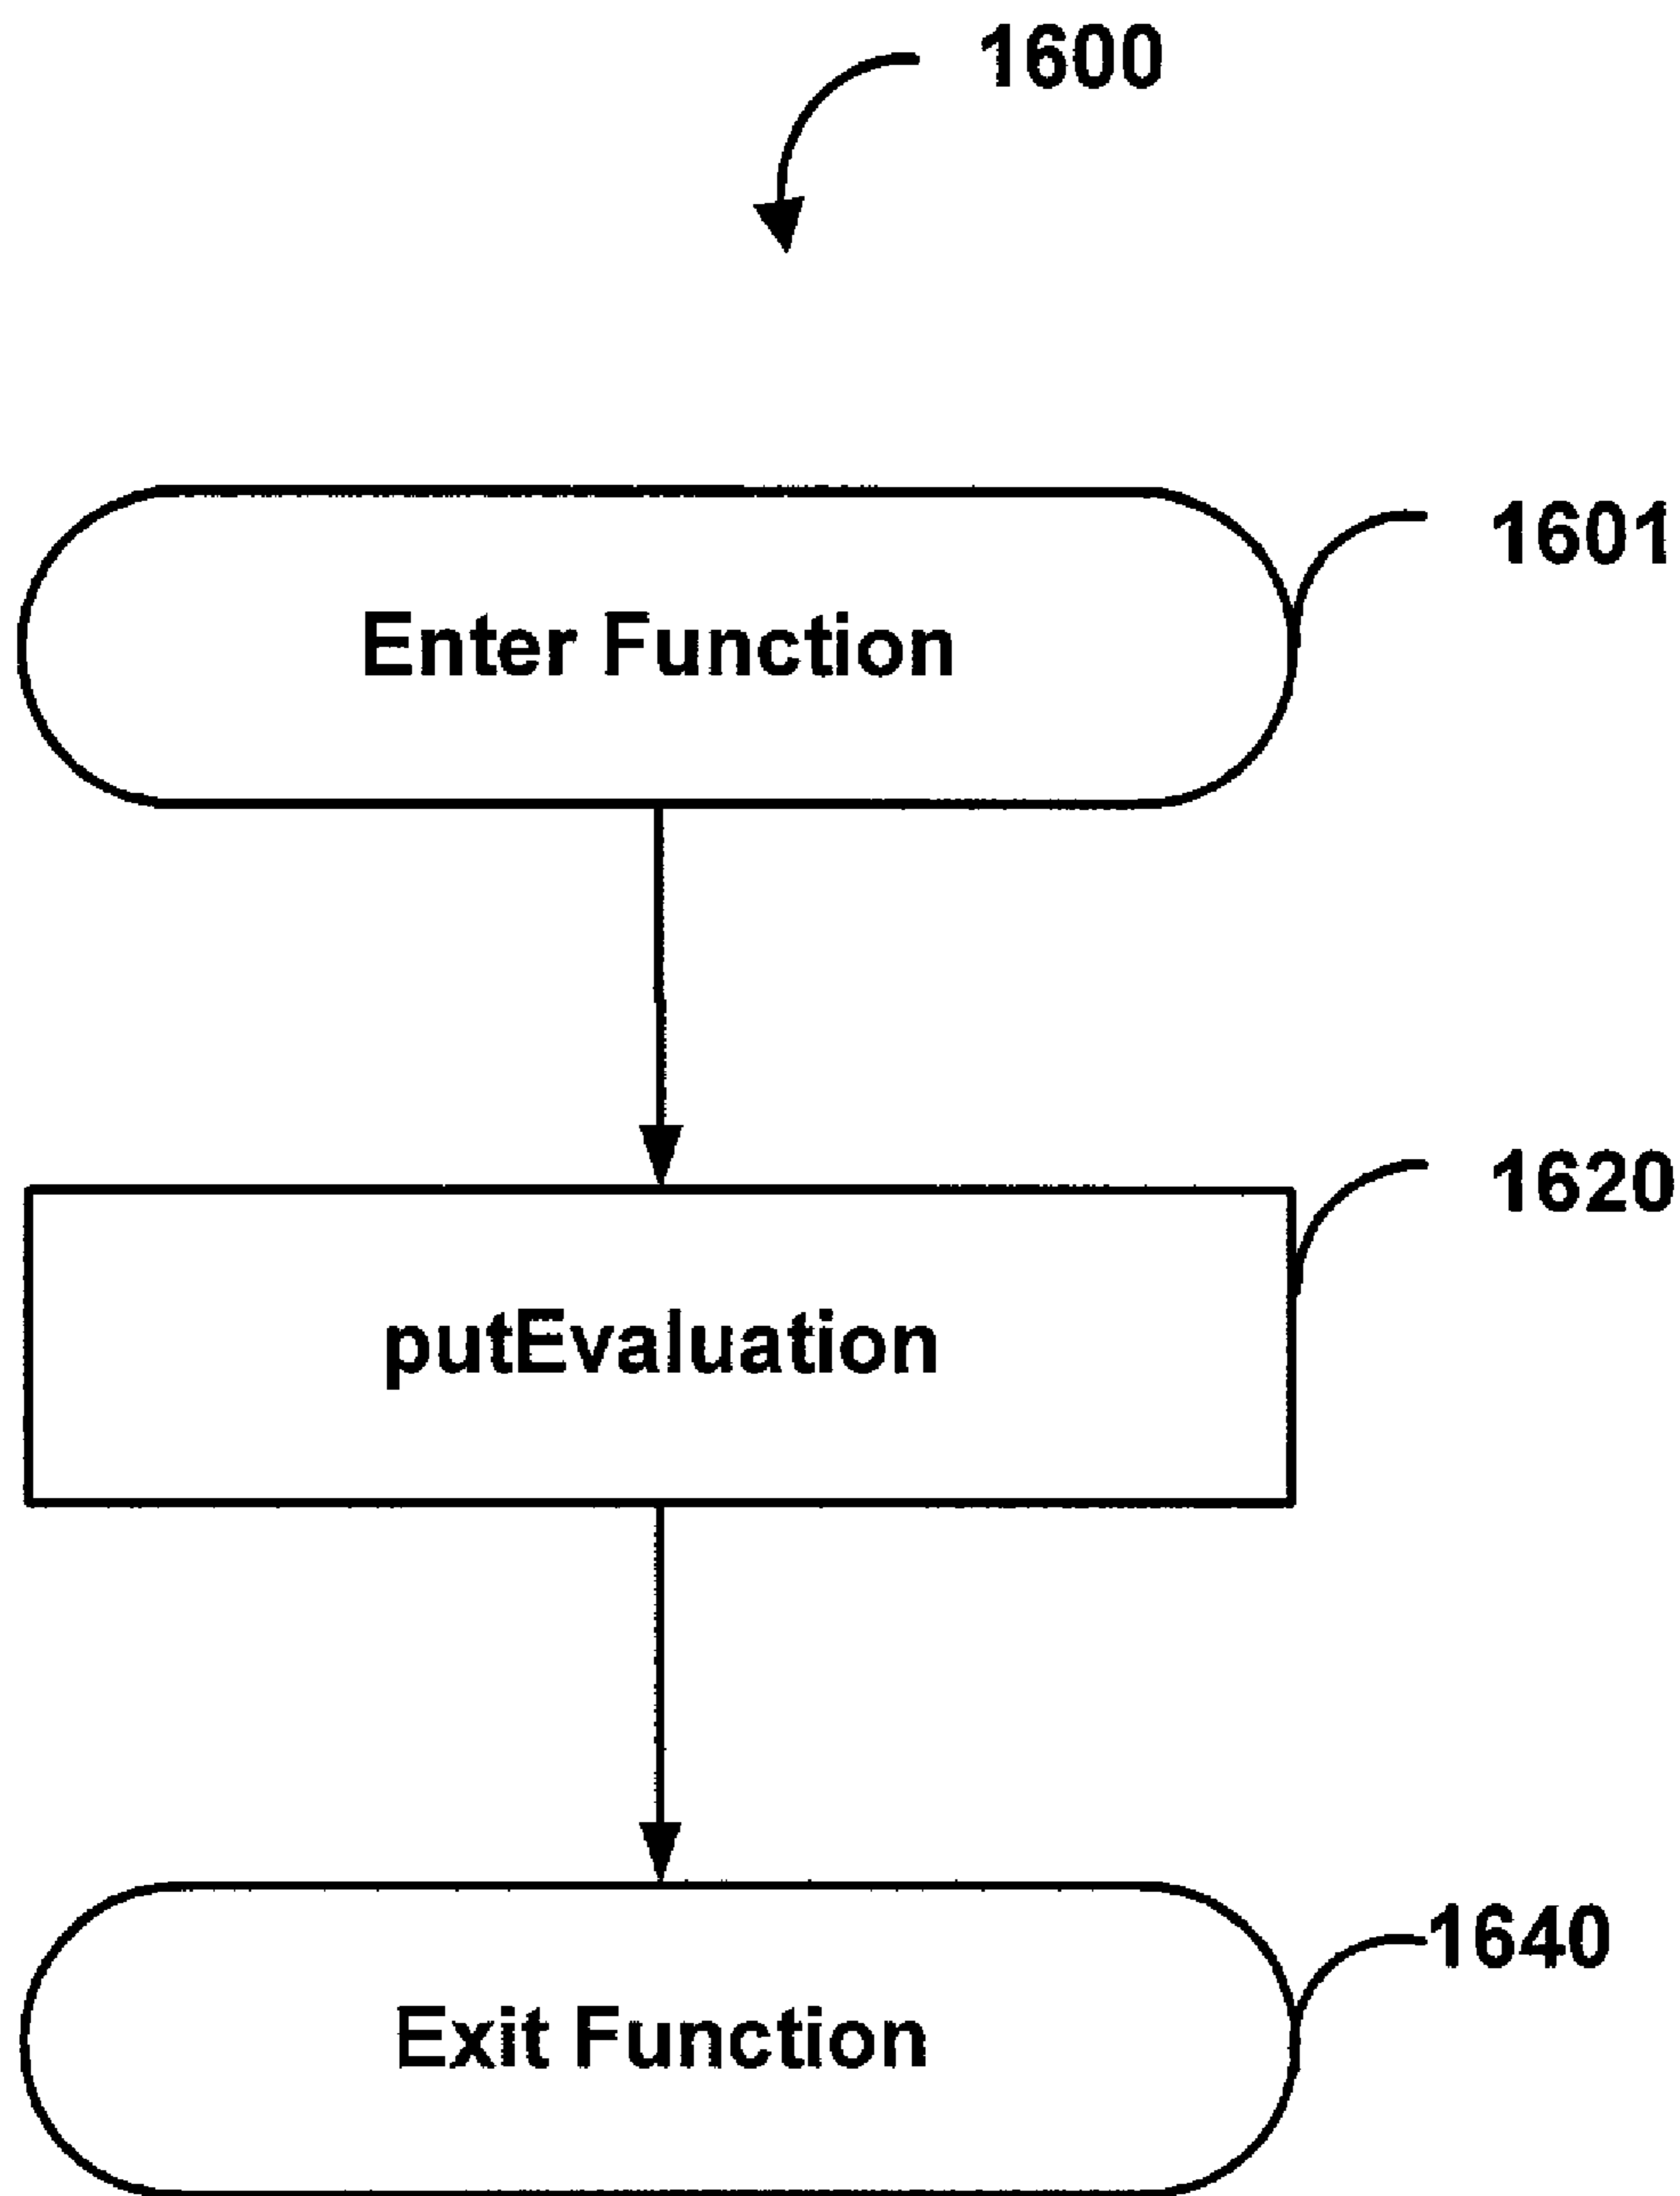 1600
1601
Enter Function
1620
putEvaluation
1640
Exit Function